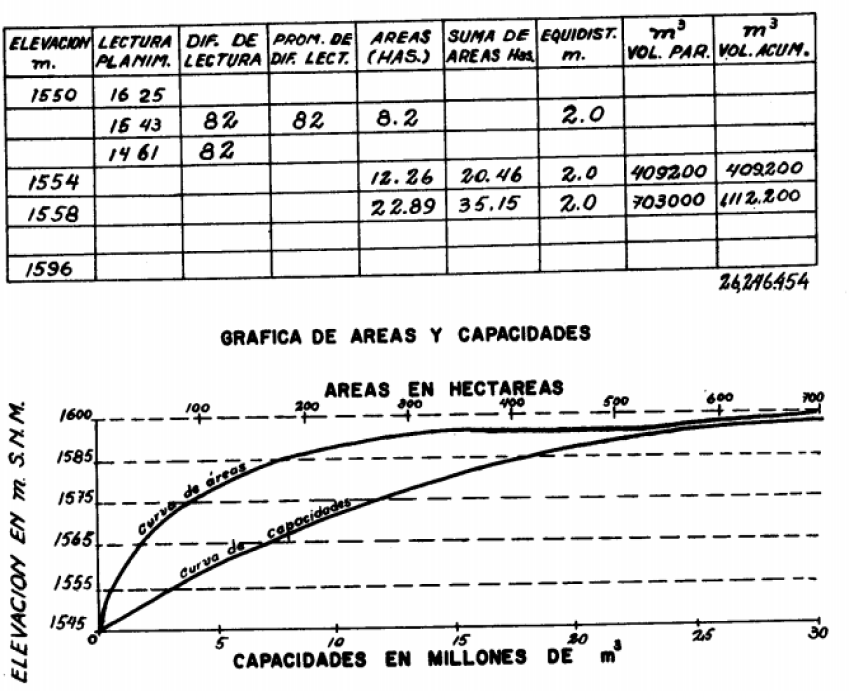 ELEVACION m. LECTURA PLANIM. DIF. DE LECTURA PROM. DE DIF. LECT. AREAS (HAS.) SUMA DE AREAS Has. EQUIDIST. m. m³ VOL. PAR. m³ VOL. ACUM.
1550 16 25
15 43 82 82 8.2 2.0
14 61 82
1554 12.26 20.46 2.0 409200 409200
1558 22.89 35.15 2.0 703000 1112.200
1596
26,246.454
GRAFICA DE AREAS Y CAPACIDADES
AREAS EN HECTAREAS
100 200 300 400 500 600 700
ELEVACION EN m. S.N.M.
1600
1585
1575
1565
1555
1545
Curva de áreas
Curva de capacidades
0 5 10 15 20 25 30
CAPACIDADES EN MILLONES DE m³